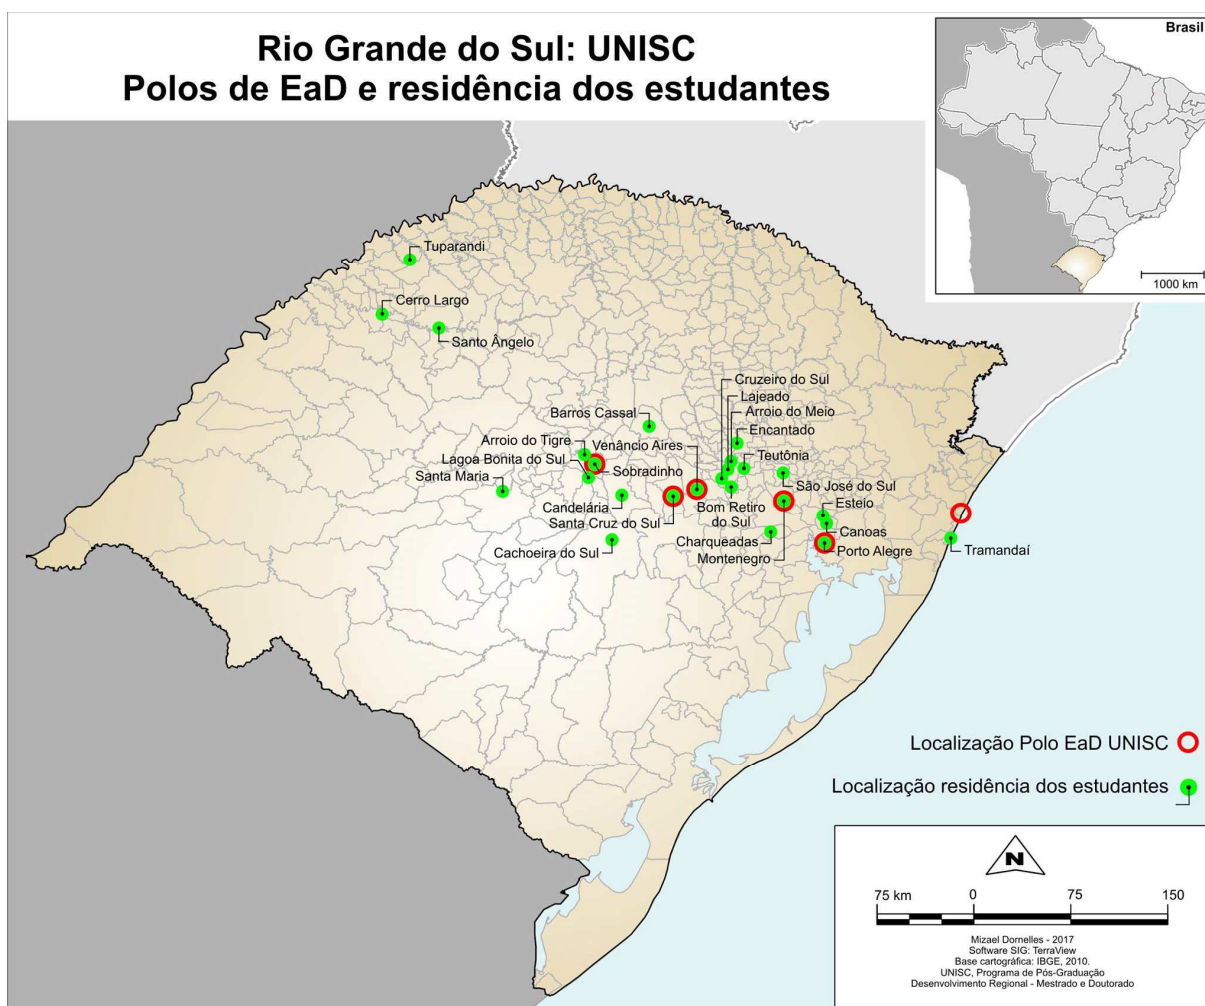 Rio Grande do Sul: UNISC
Polos de EaD e residência dos estudantes
Brasil
1000 km
Tuparandi
Cerro Largo
Santo Ângelo
Cruzeiro do Sul
Lajeado
Arroio do Meio
Encantado
Barros Cassal
Arroio do Tigre
Venâncio Aires
Teutônia
Lagoa Bonita do Sul
Sobradinho
Santa Maria
São José do Sul
Candelária
Bom Retiro
do Sul
Esteio
Santa Cruz do Sul
Canoas
Charqueadas
Cachoeira do Sul
Porto Alegre
Tramandaí
Montenegro
Localização Polo EaD UNISC
Localização residência dos estudantes
N
75 km 0 75 150
Mizael Dornelles - 2017
Software SIG: TerraView
Base cartográfica: IBGE, 2010.
UNISC, Programa de Pós-Graduação
Desenvolvimento Regional - Mestrado e Doutorado